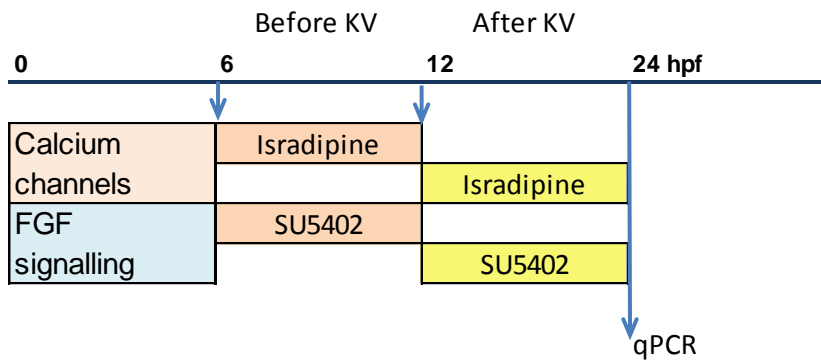 Before KV After KV
0 6 12 24 hpf
Calcium channels
Isradipine
Isradipine
FGF signalling
SU5402
SU5402
qPCR